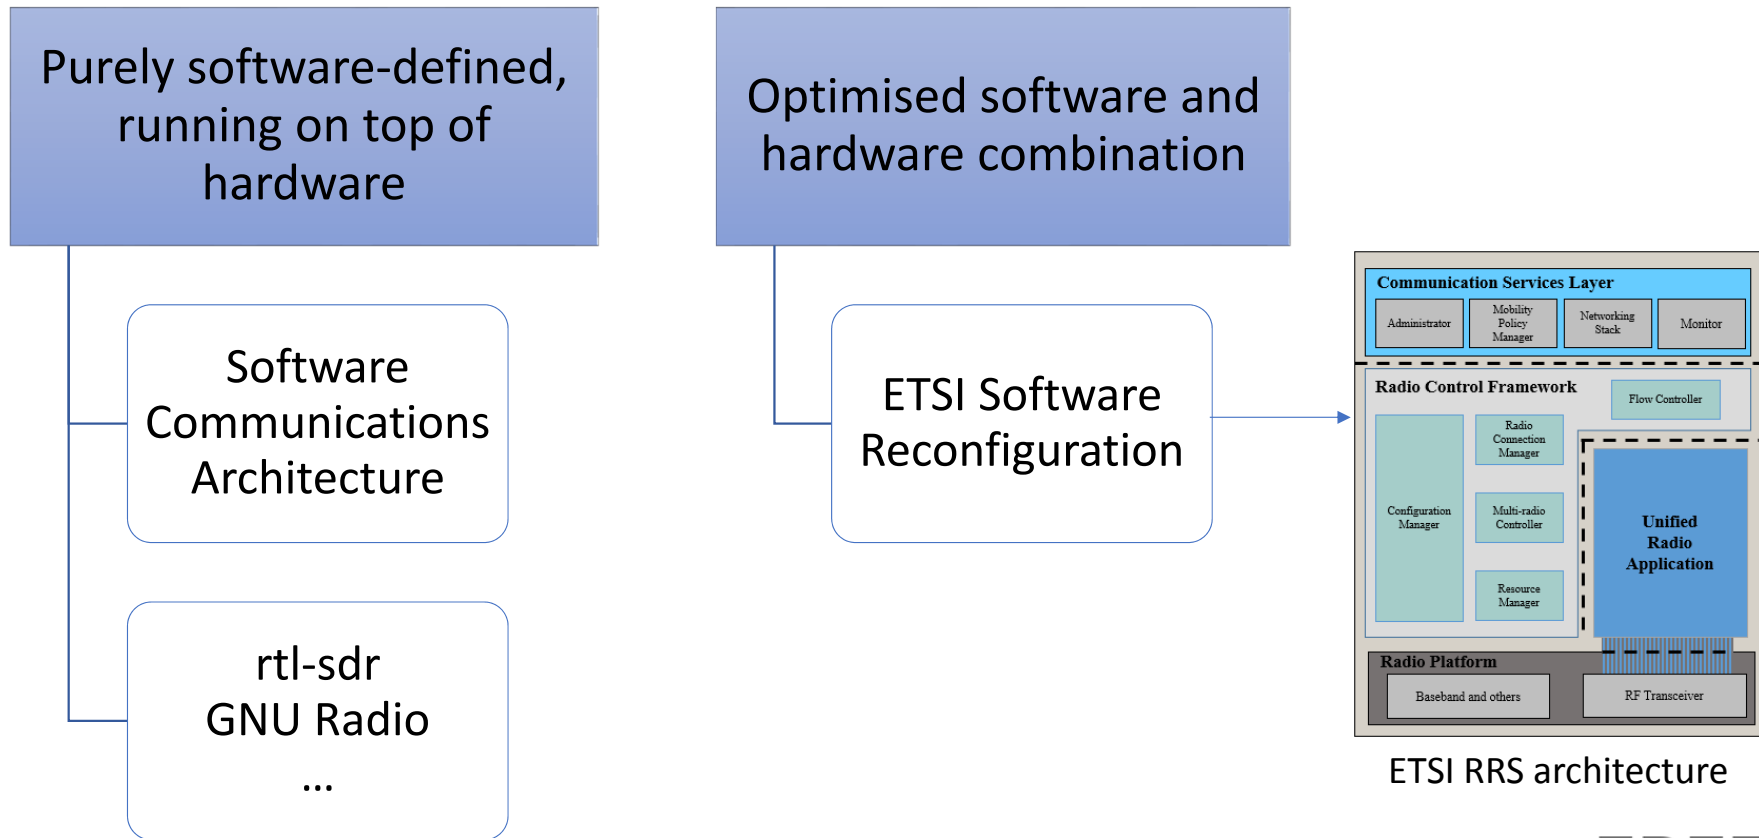 Purely software-defined,
running on top of
hardware
Software
Communications
Architecture
rtl-sdr
GNU Radio
...
Optimised software and
hardware combination
ETSI Software
Reconfiguration
Communication Services Layer
Administrator
Mobility
Policy
Manager
Networking
Stack
Monitor
Radio Control Framework
Flow Controller
Configuration
Manager
Radio
Connection
Manager
Multi-radio
Controller
Resource
Manager
Unified
Radio
Application
Radio Platform
Baseband and others
RF Transceiver
ETSI RRS architecture